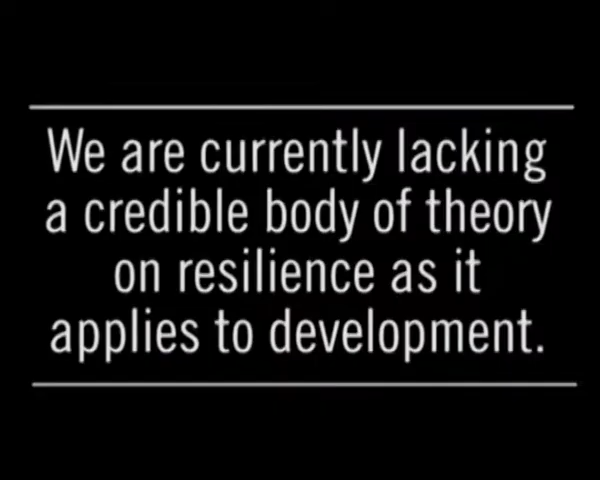 We are currently lacking
a credible body of theory
on resilience as it
applies to development.